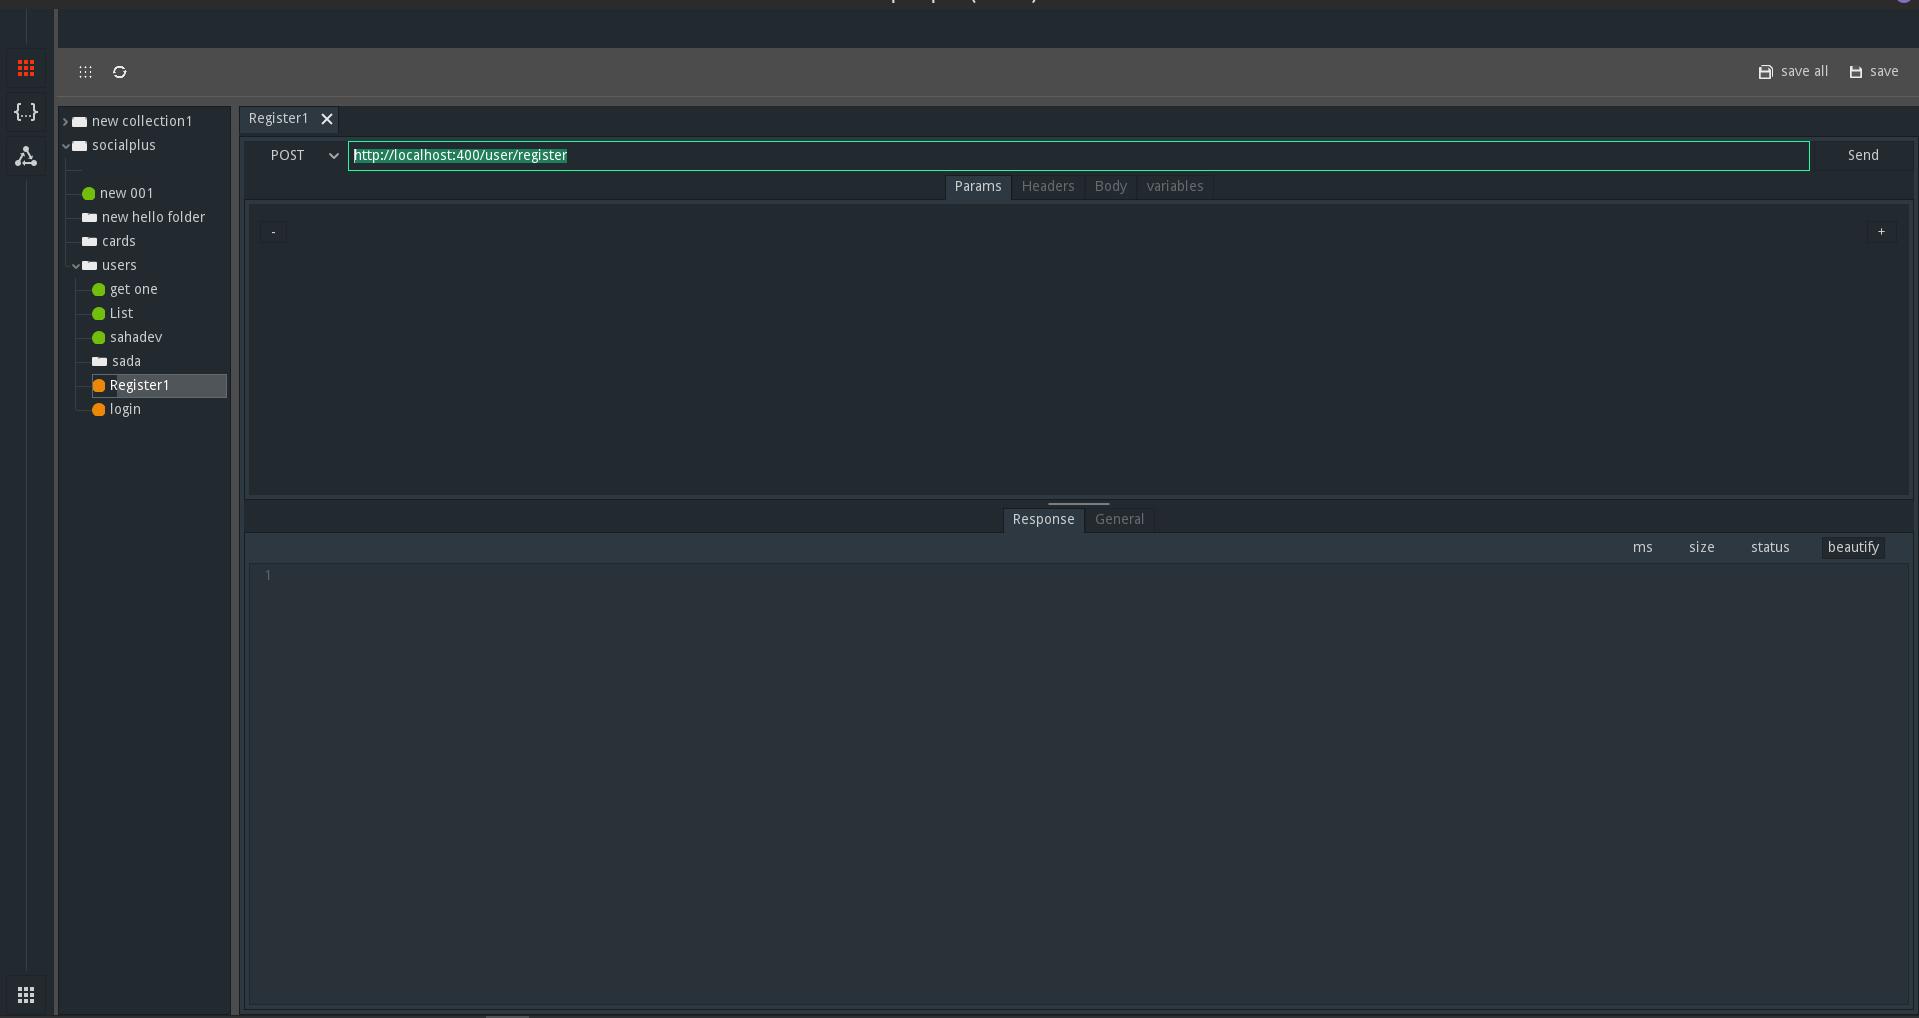 save all save
{...}
new collection1
socialplus
new 001
new hello folder
cards
users
get one
List
sahadev
sada
Register1
login
Register1
POST http://localhost:400/user/register Send
Params Headers Body variables
- +
Response General
ms size status beautify
1